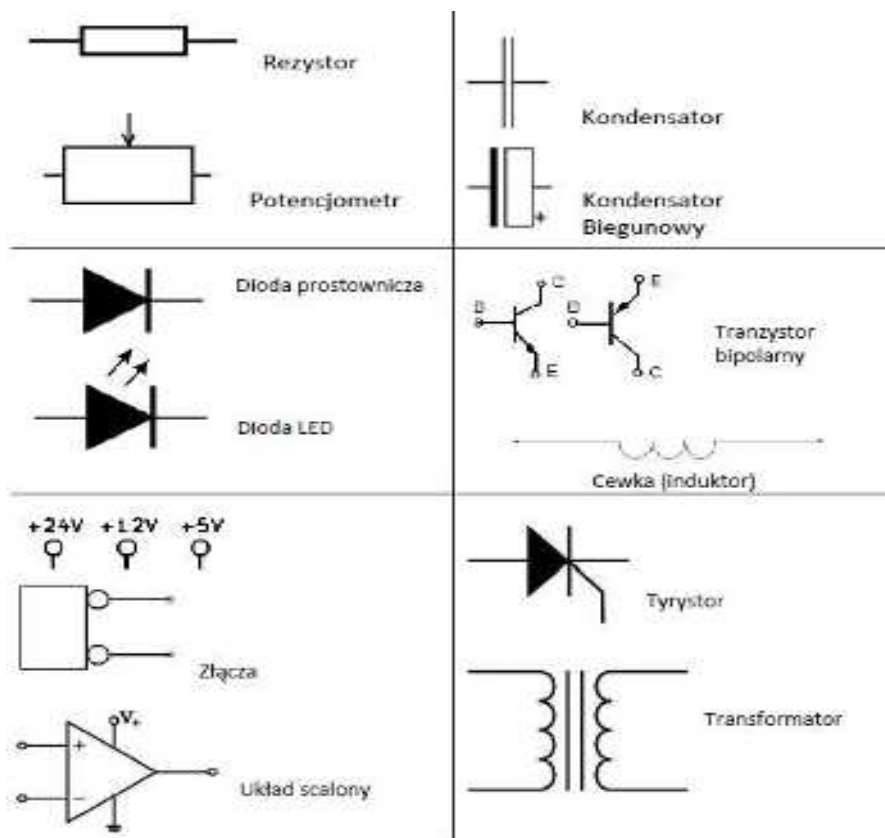 Rezystor
Potencjometr
Kondensator
+
Kondensator
Biegunowy
Dioda prostownicza
Dioda LED
C
B
E
E
B
C
Tranzystor
bipolarny
Cewka (induktor)
+24V +12V +5V
Złącza
V+
+
−
Układ scalony
Tyrystor
Transformator